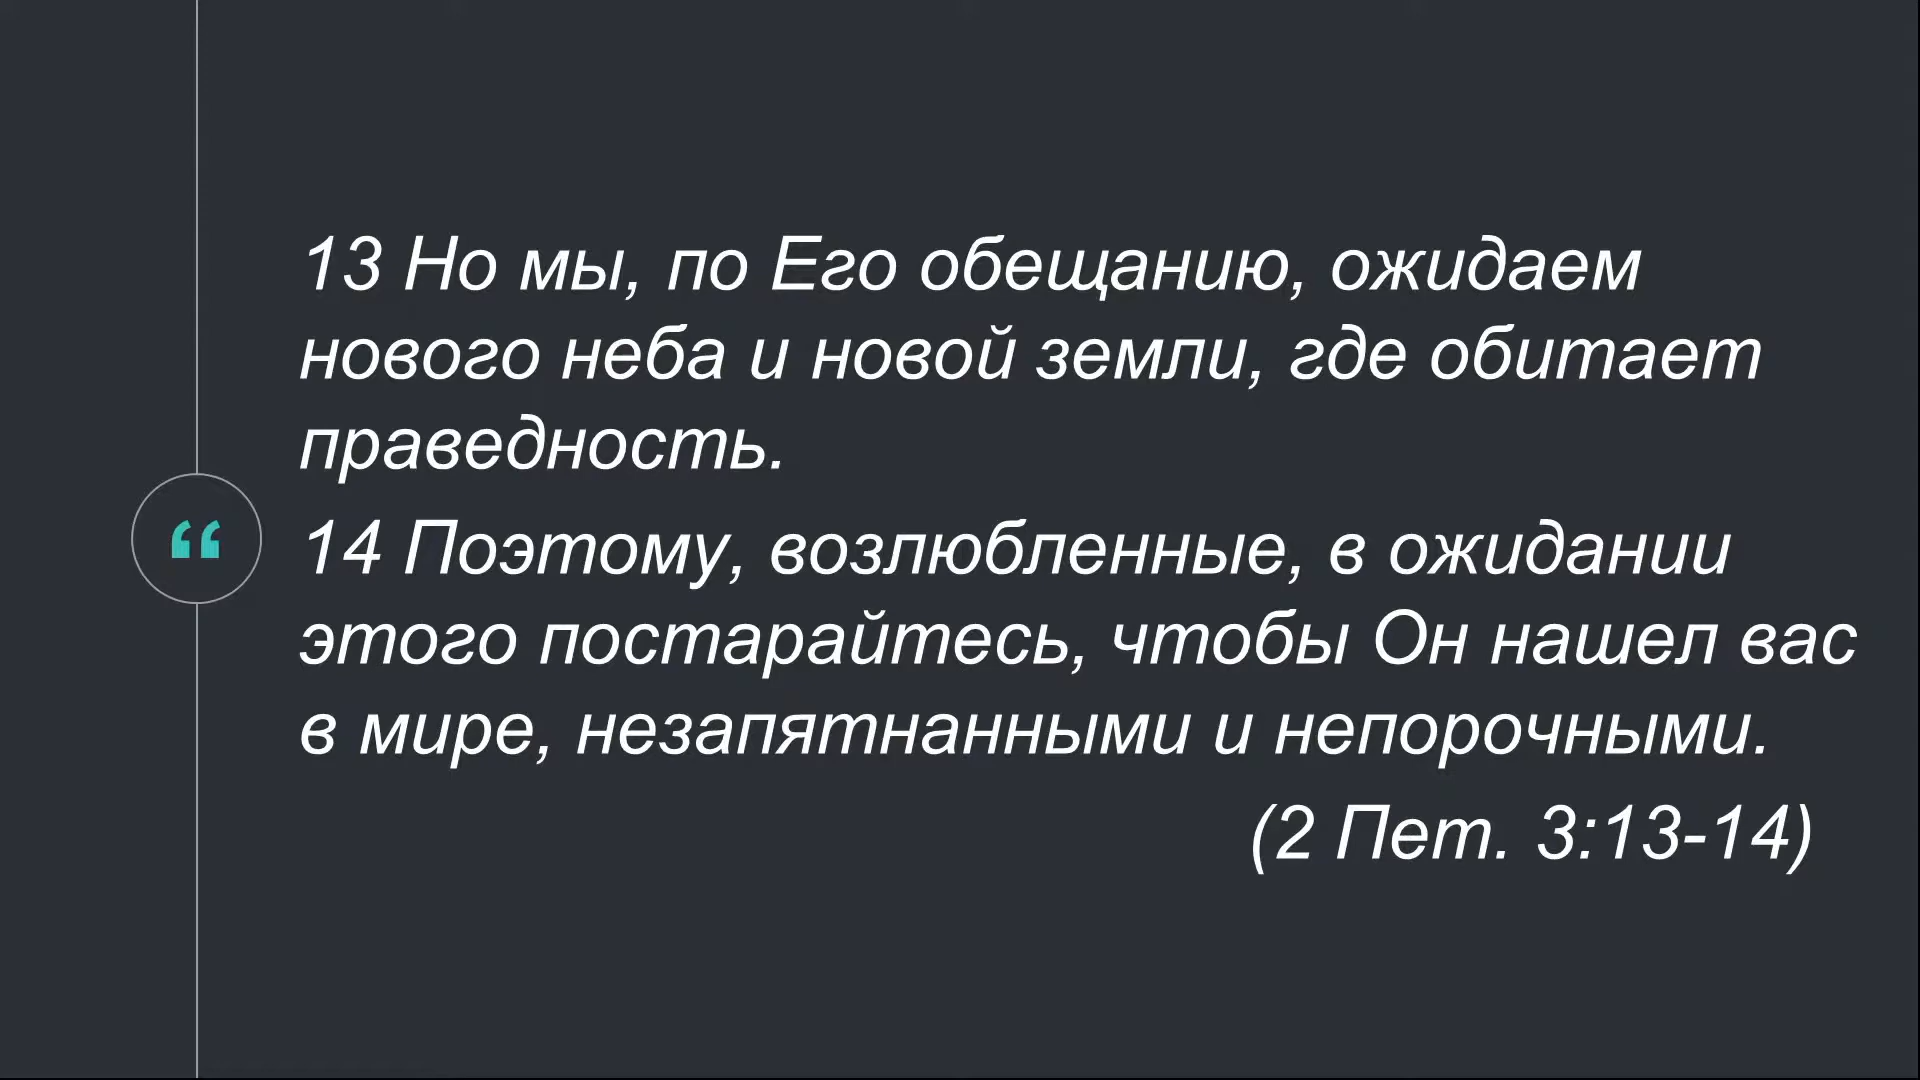 13 Но мы, по Его обещанию, ожидаем
нового неба и новой земли, где обитает
праведность.
14 Поэтому, возлюбленные, в ожидании
этого постарайтесь, чтобы Он нашел вас
в мире, незапятнанными и непорочными.
(2 Пет. 3:13-14)